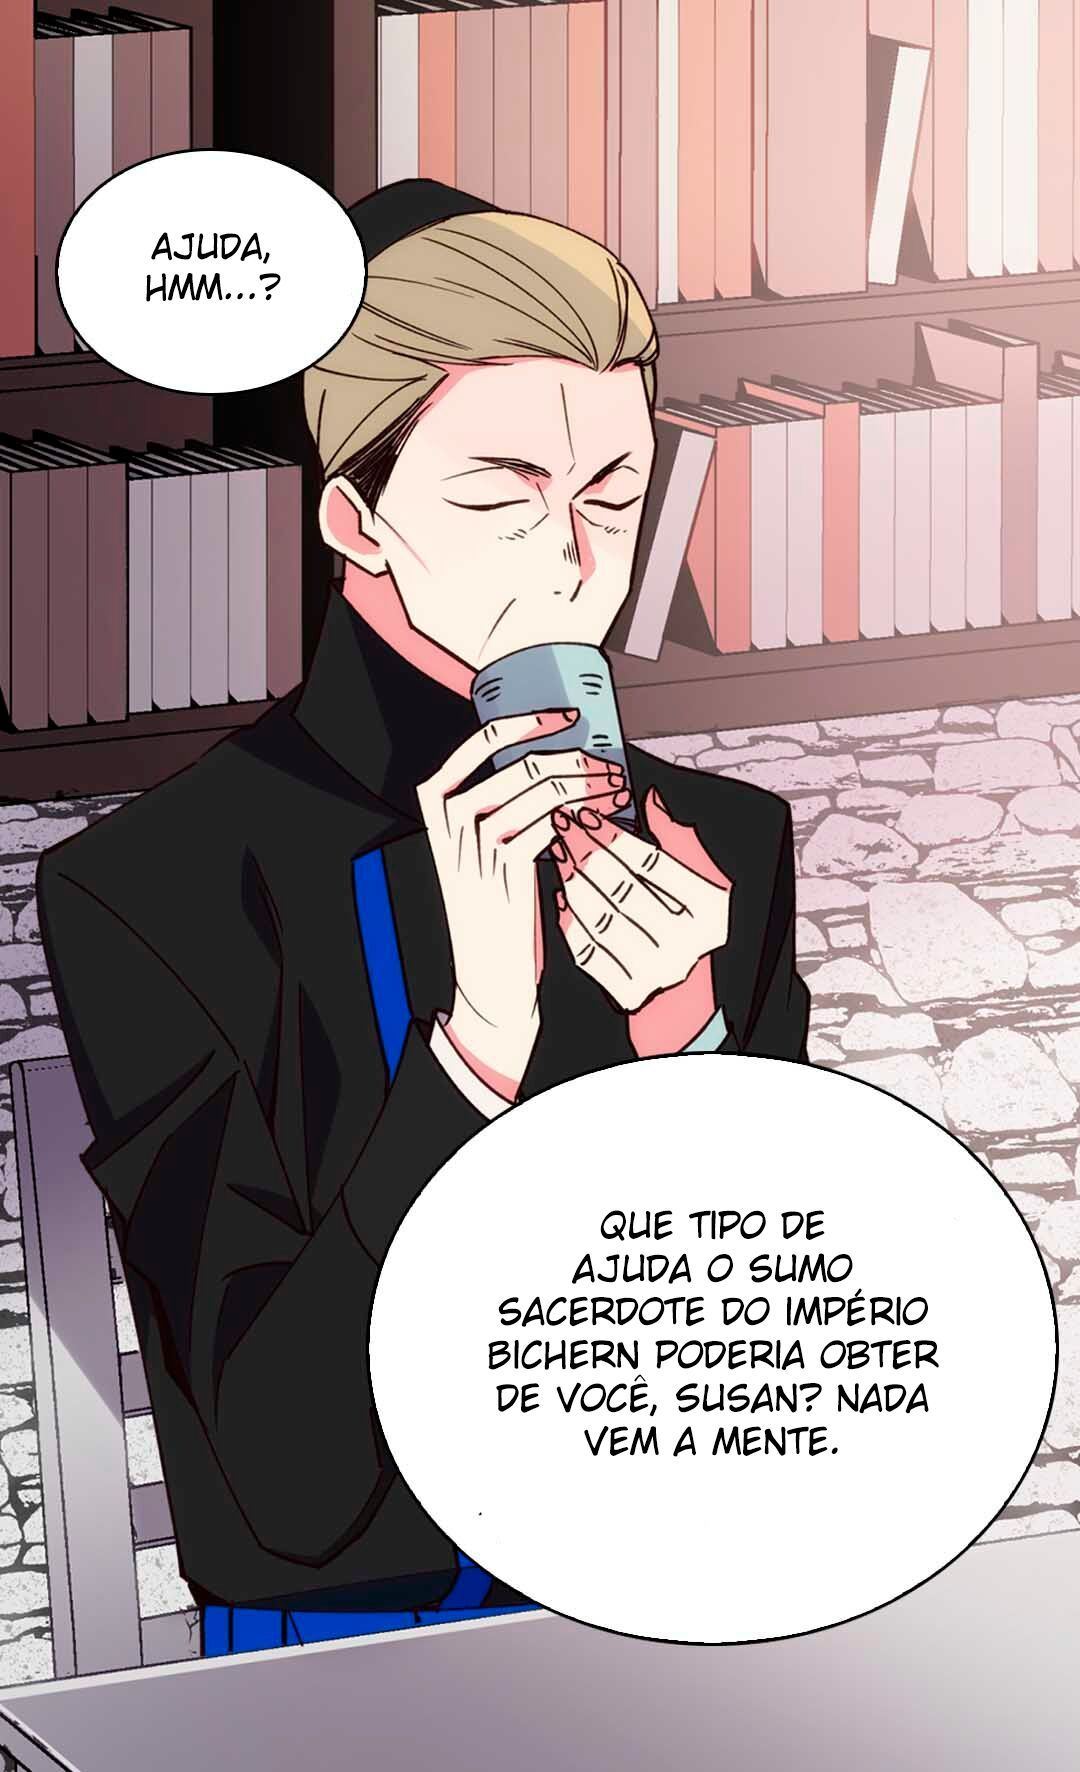 AJUDA,
HMM...?
QUE TIPO DE
AJUDA O SUMO
SACERDOTE DO IMPÉRIO
BICHERN PODERIA OBTER
DE VOCÊ, SUSAN? NADA
VEM A MENTE.